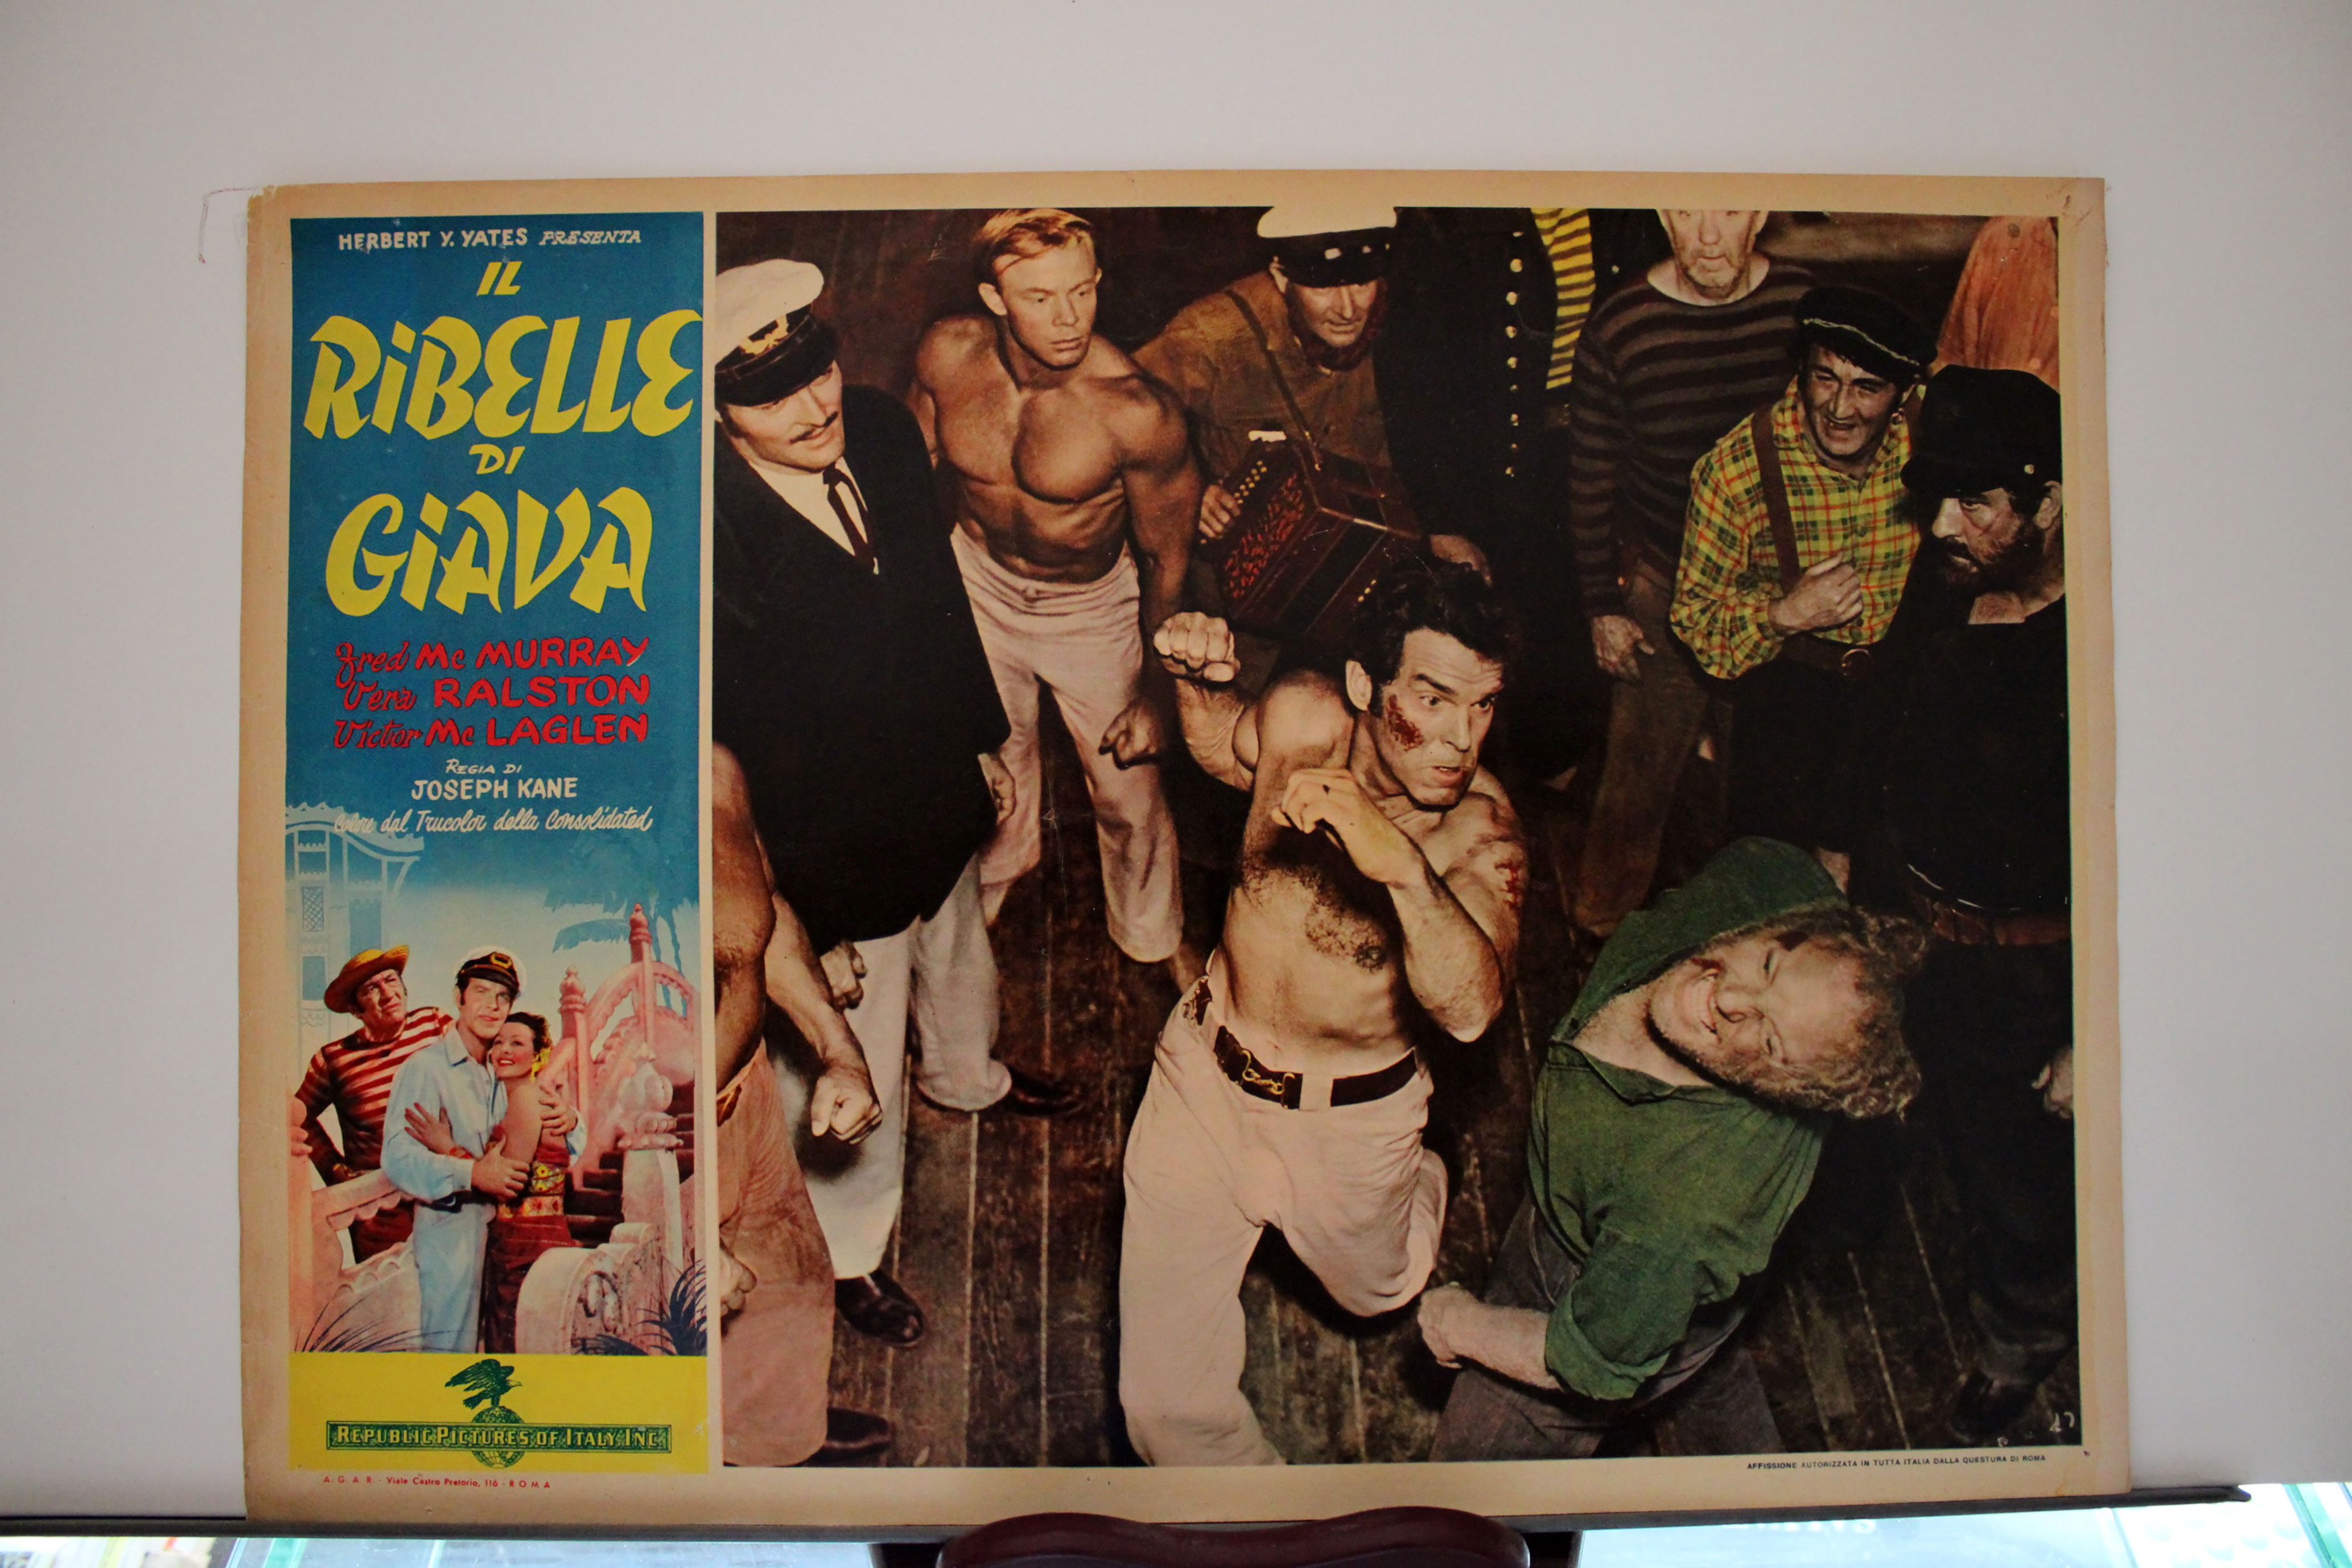 HERBERT Y. YATES PRESENTA
IL
RIBELLE
DI
GIAVA
Fred Mc MURRAY
Vera RALSTON
Victor Mc LAGLEN
REGIA DI
JOSEPH KANE
Colore dal Trucolor della Consolidated
REPUBLIC PICTURES OF ITALY, INC.
A. G. A. R. - Viale Castro Pretorio, 116 - ROMA
AFFISSIONE AUTORIZZATA IN TUTTA ITALIA DALLA QUESTURA DI ROMA